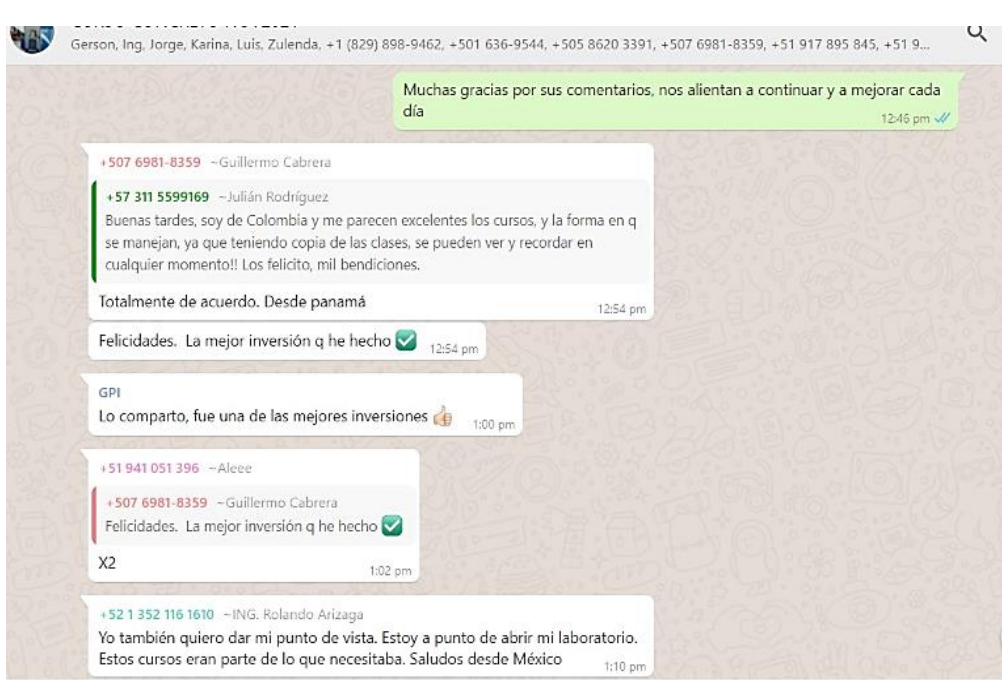 Gerson, Ing, Jorge, Karina, Luis, Zulenda, +1 (829) 898-9462, +501 636-9544, +505 8620 3391, +507 6981-8359, +51 917 895 845, +51 9...
Muchas gracias por sus comentarios, nos alientan a continuar y a mejorar cada
día
12:46 pm
+507 6981-8359 ~Guillermo Cabrera
+57 311 5599169 ~Julián Rodríguez
Buenas tardes, soy de Colombia y me parecen excelentes los cursos, y la forma en q
se manejan, ya que teniendo copia de las clases, se pueden ver y recordar en
cualquier momento!! Los felicito, mil bendiciones.
Totalmente de acuerdo. Desde panamá
12:54 pm
Felicidades. La mejor inversión q he hecho ✅ 12:54 pm
GPI
Lo comparto, fue una de las mejores inversiones 👍🏼 1:00 pm
+51 941 051 396 ~Aleee
+507 6981-8359 ~Guillermo Cabrera
Felicidades. La mejor inversión q he hecho ✅
X2
1:02 pm
+52 1 352 116 1610 ~ING. Rolando Arizaga
Yo también quiero dar mi punto de vista. Estoy a punto de abrir mi laboratorio.
Estos cursos eran parte de lo que necesitaba. Saludos desde México 1:10 pm